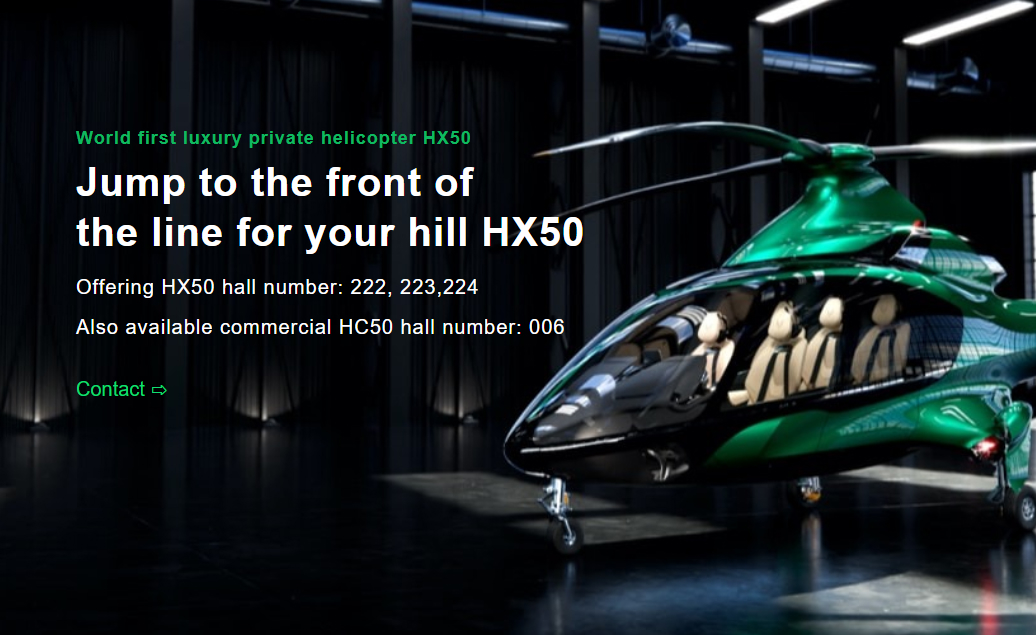 World first luxury private helicopter HX50
Jump to the front of
the line for your hill HX50
Offering HX50 hall number: 222, 223,224
Also available commercial HC50 hall number: 006
Contact ⇨